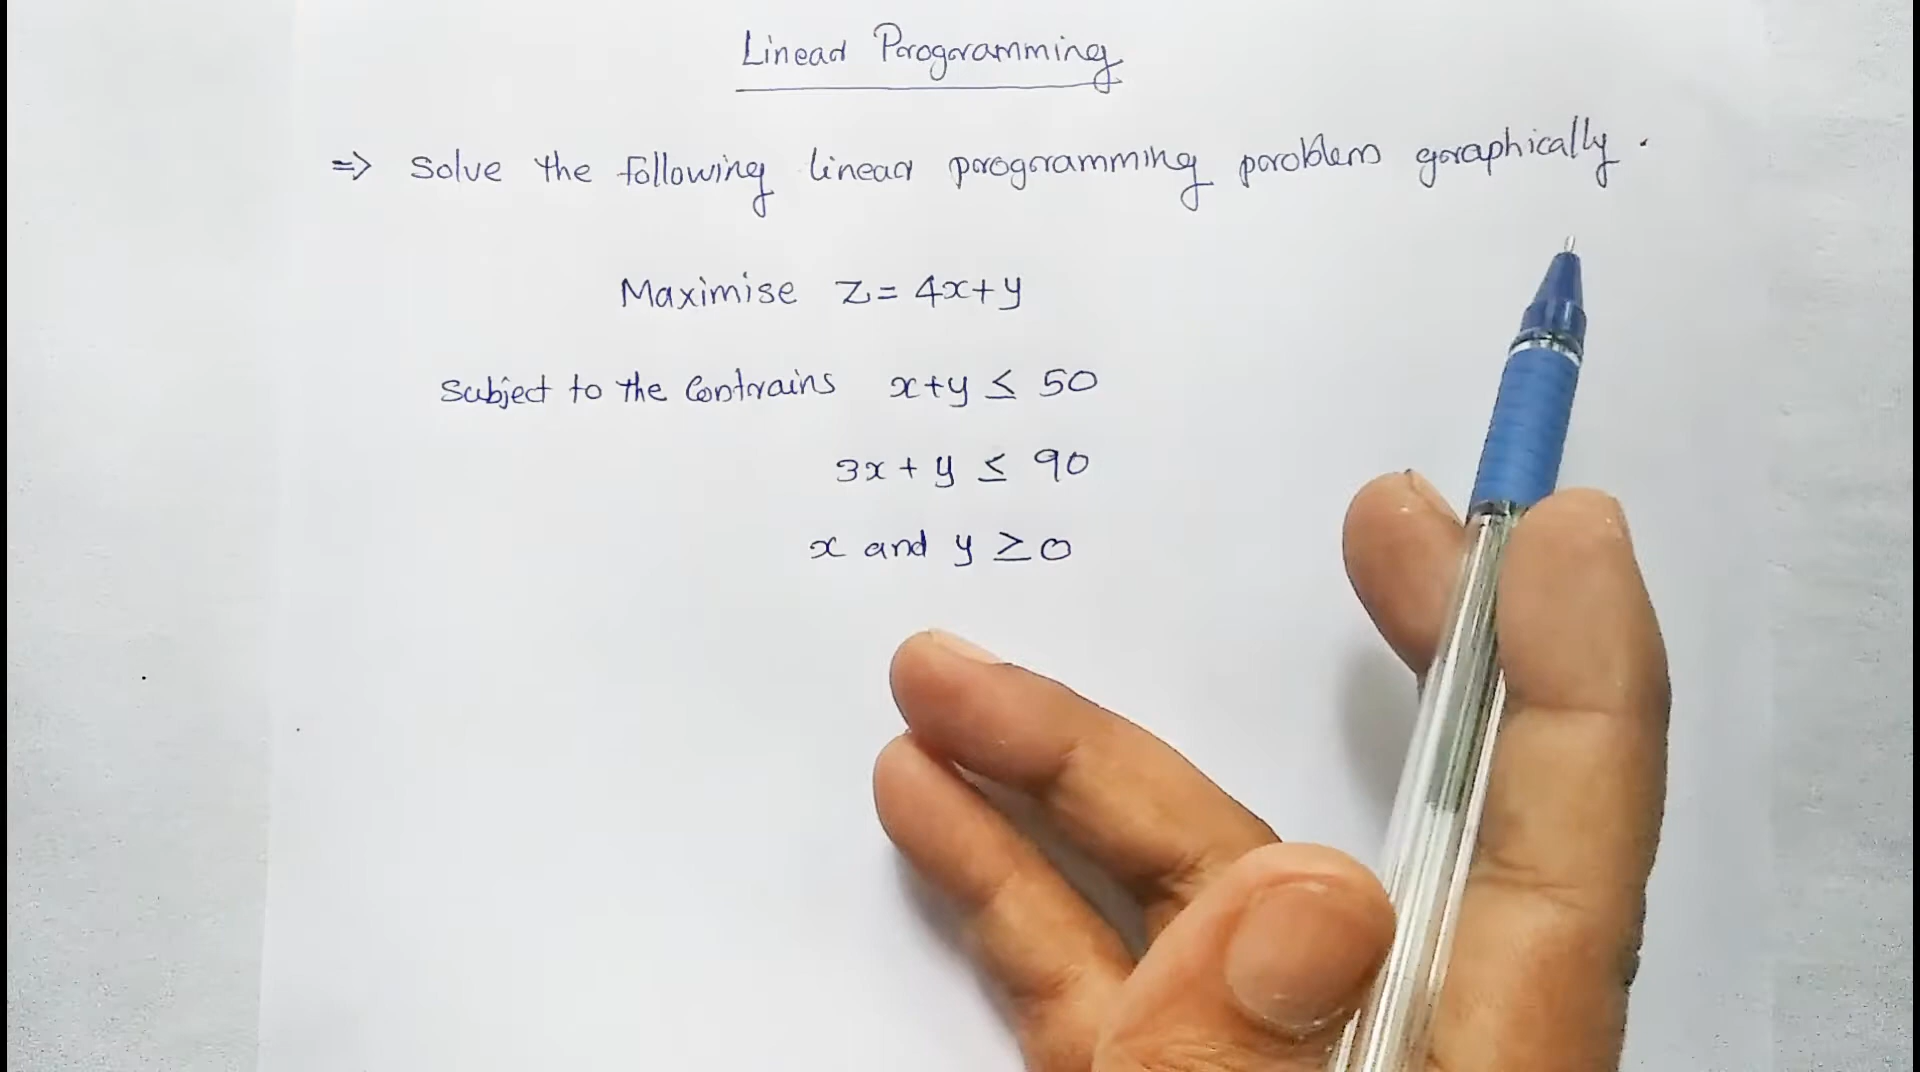 Linear Programming
=> Solve the following linear programming problem graphically.
Maximise Z = 4x+y
Subject to the Contrains x+y ≤ 50
3x + y ≤ 90
x and y ≥ 0